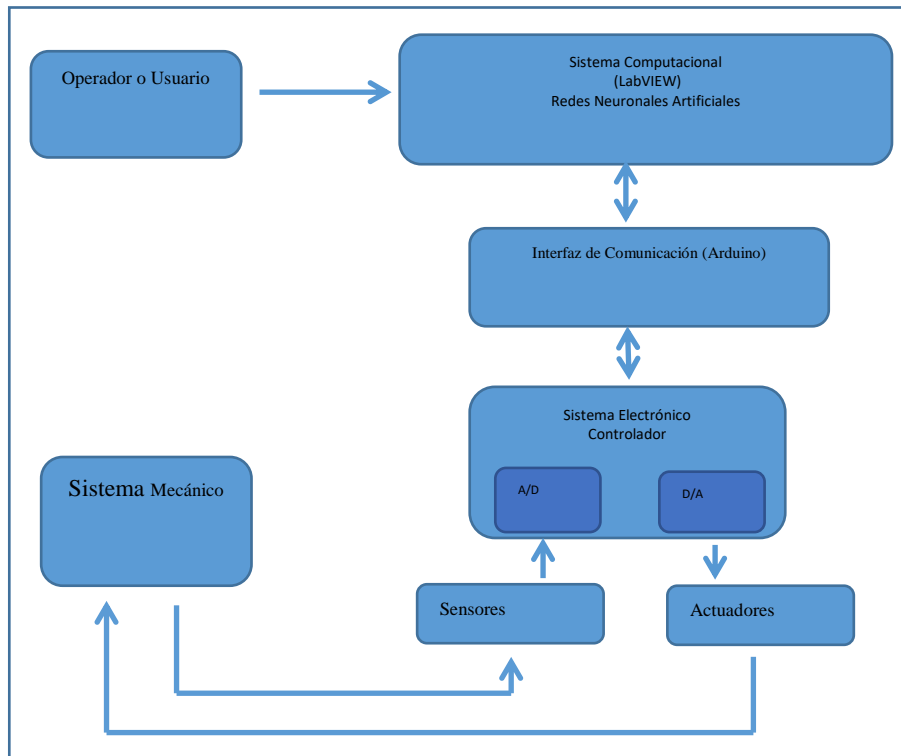 Operador o Usuario
Sistema Computacional
(LabVIEW)
Redes Neuronales Artificiales
Interfaz de Comunicación (Arduino)
Sistema Electrónico
Controlador
Sistema Mecánico
A/D
D/A
Sensores
Actuadores